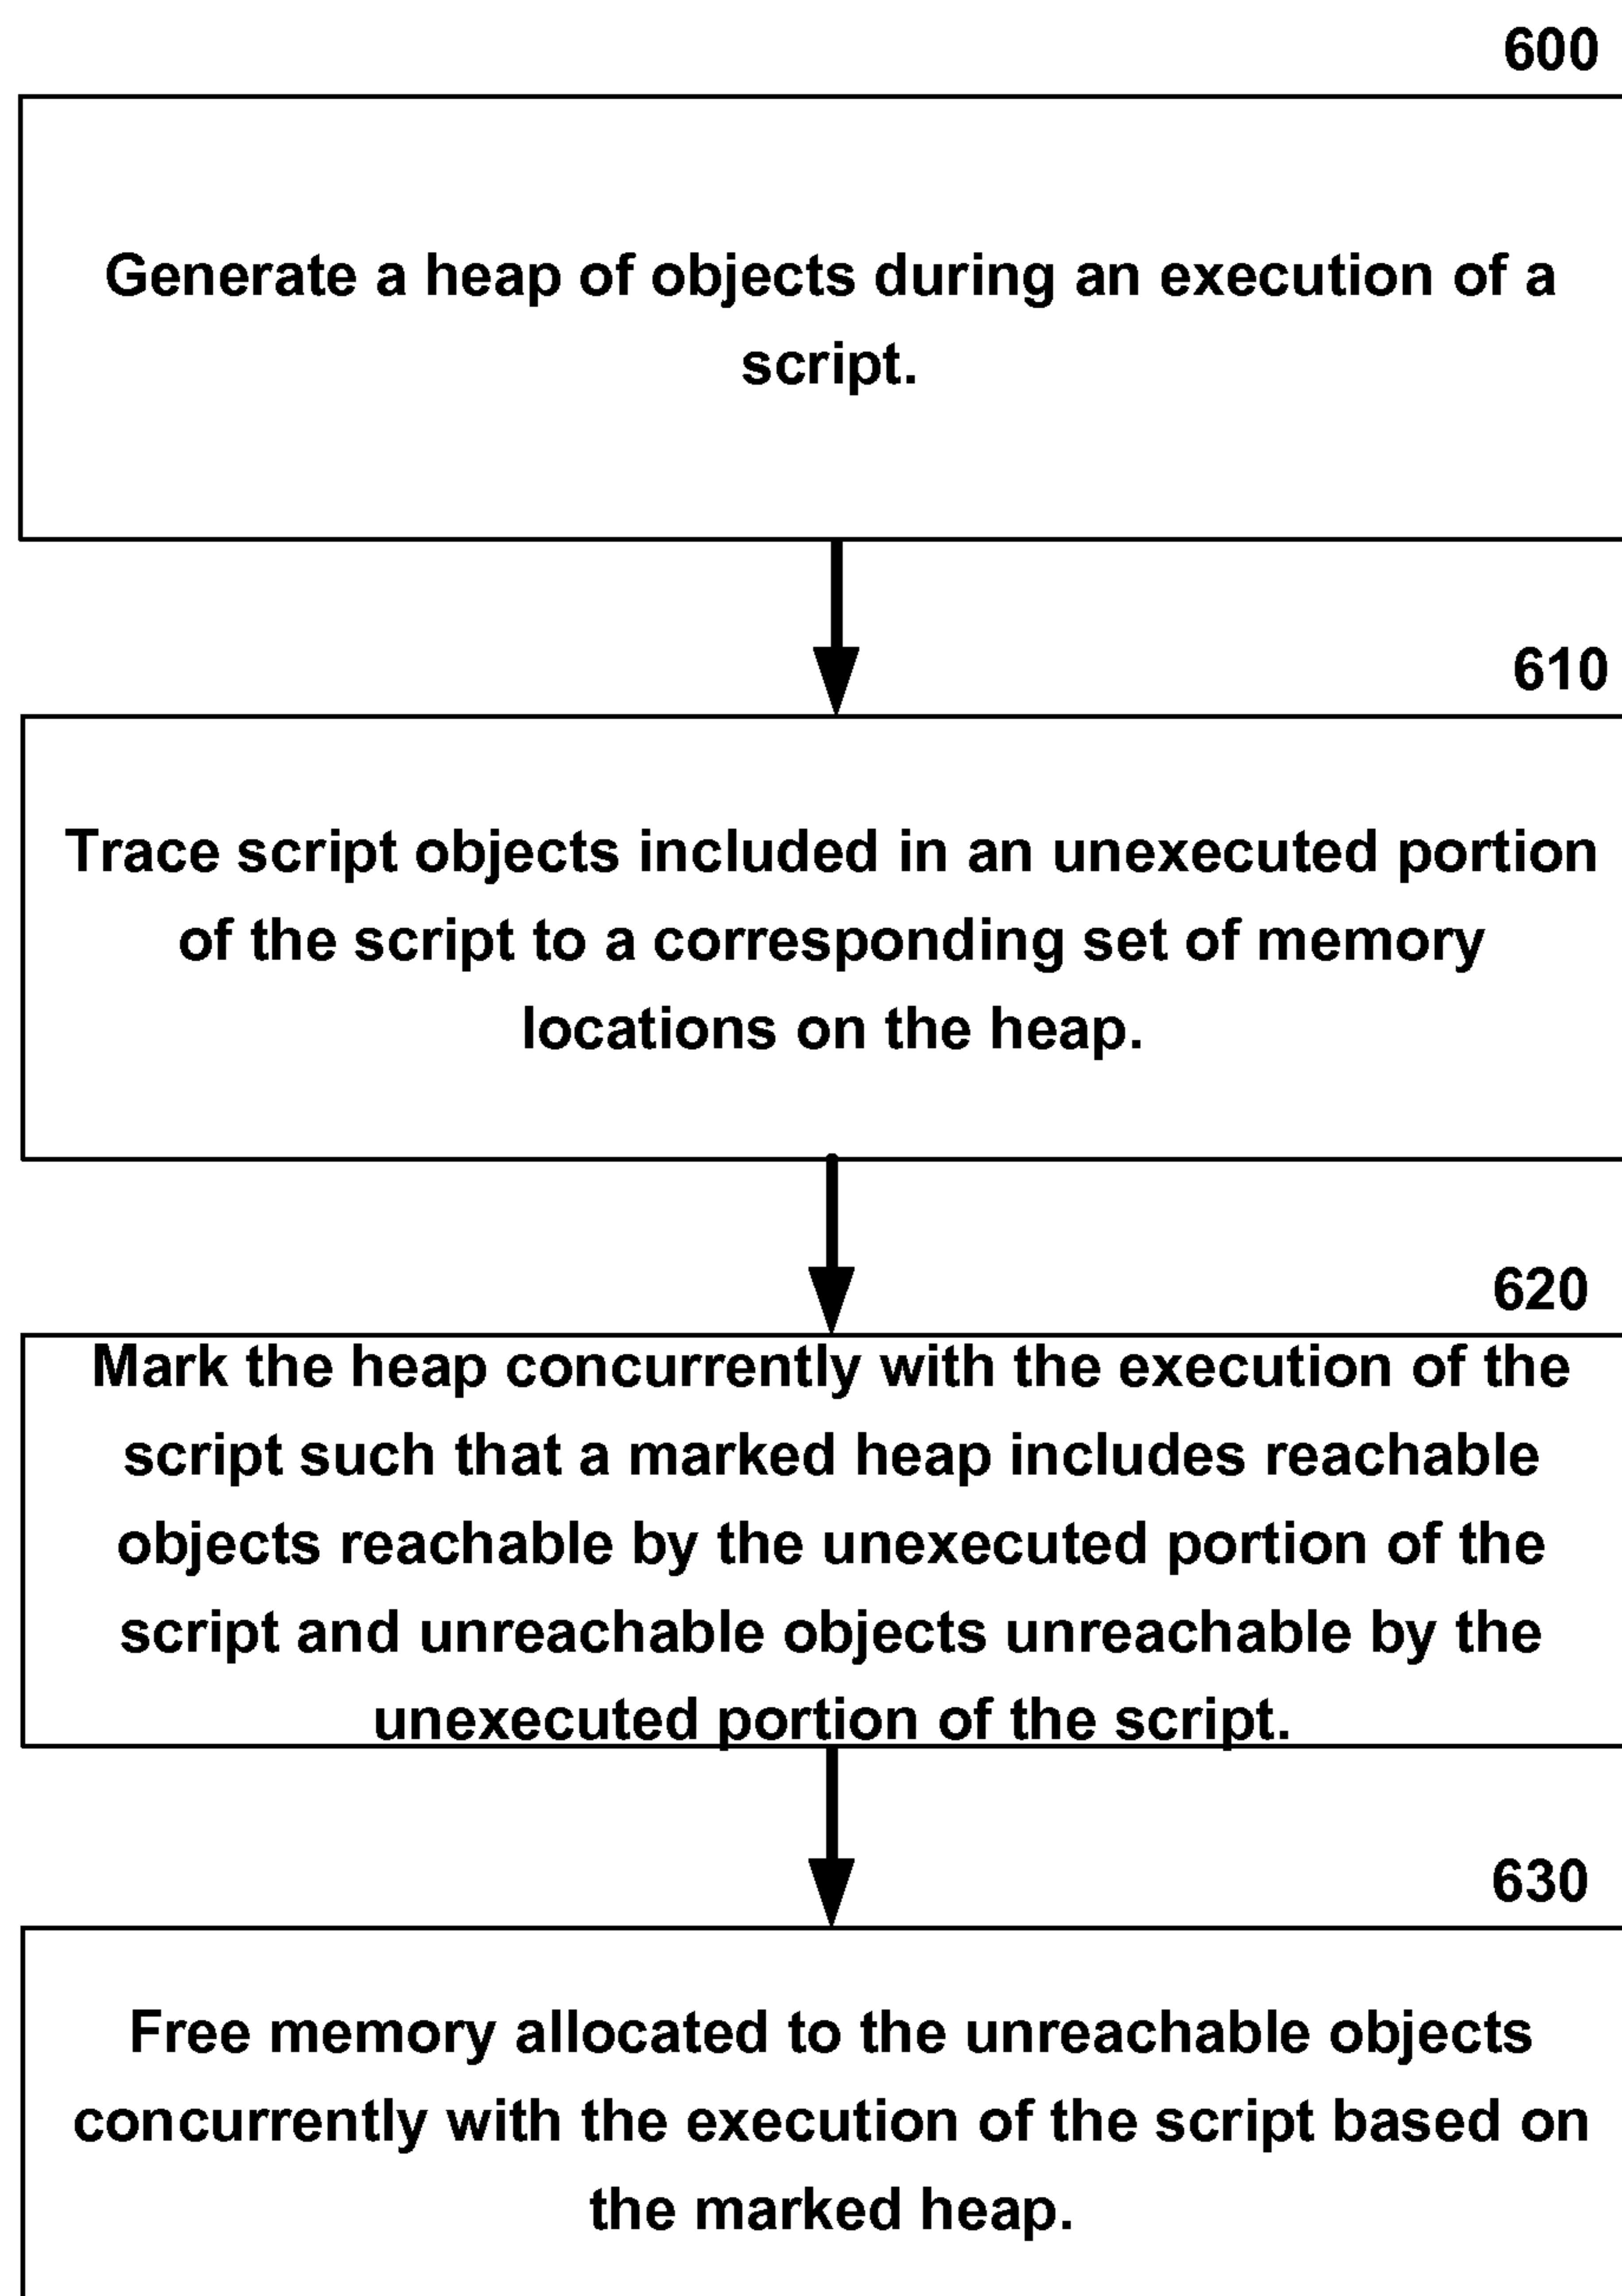 600
Generate a heap of objects during an execution of a
script.
610
Trace script objects included in an unexecuted portion
of the script to a corresponding set of memory
locations on the heap.
620
Mark the heap concurrently with the execution of the
script such that a marked heap includes reachable
objects reachable by the unexecuted portion of the
script and unreachable objects unreachable by the
unexecuted portion of the script.
630
Free memory allocated to the unreachable objects
concurrently with the execution of the script based on
the marked heap.